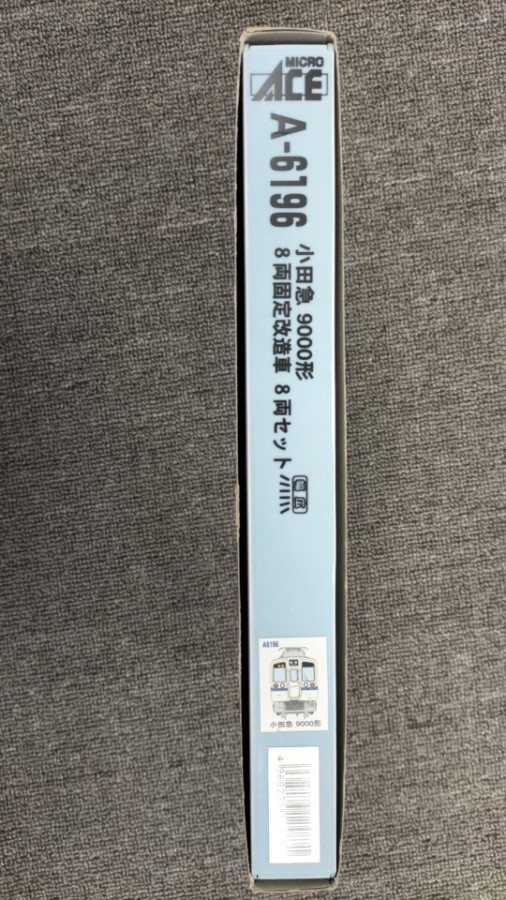 MICRO
ACE
A-6196
小田急 9000形
8両固定改造車 8両セット
A6196
小田急 9000形